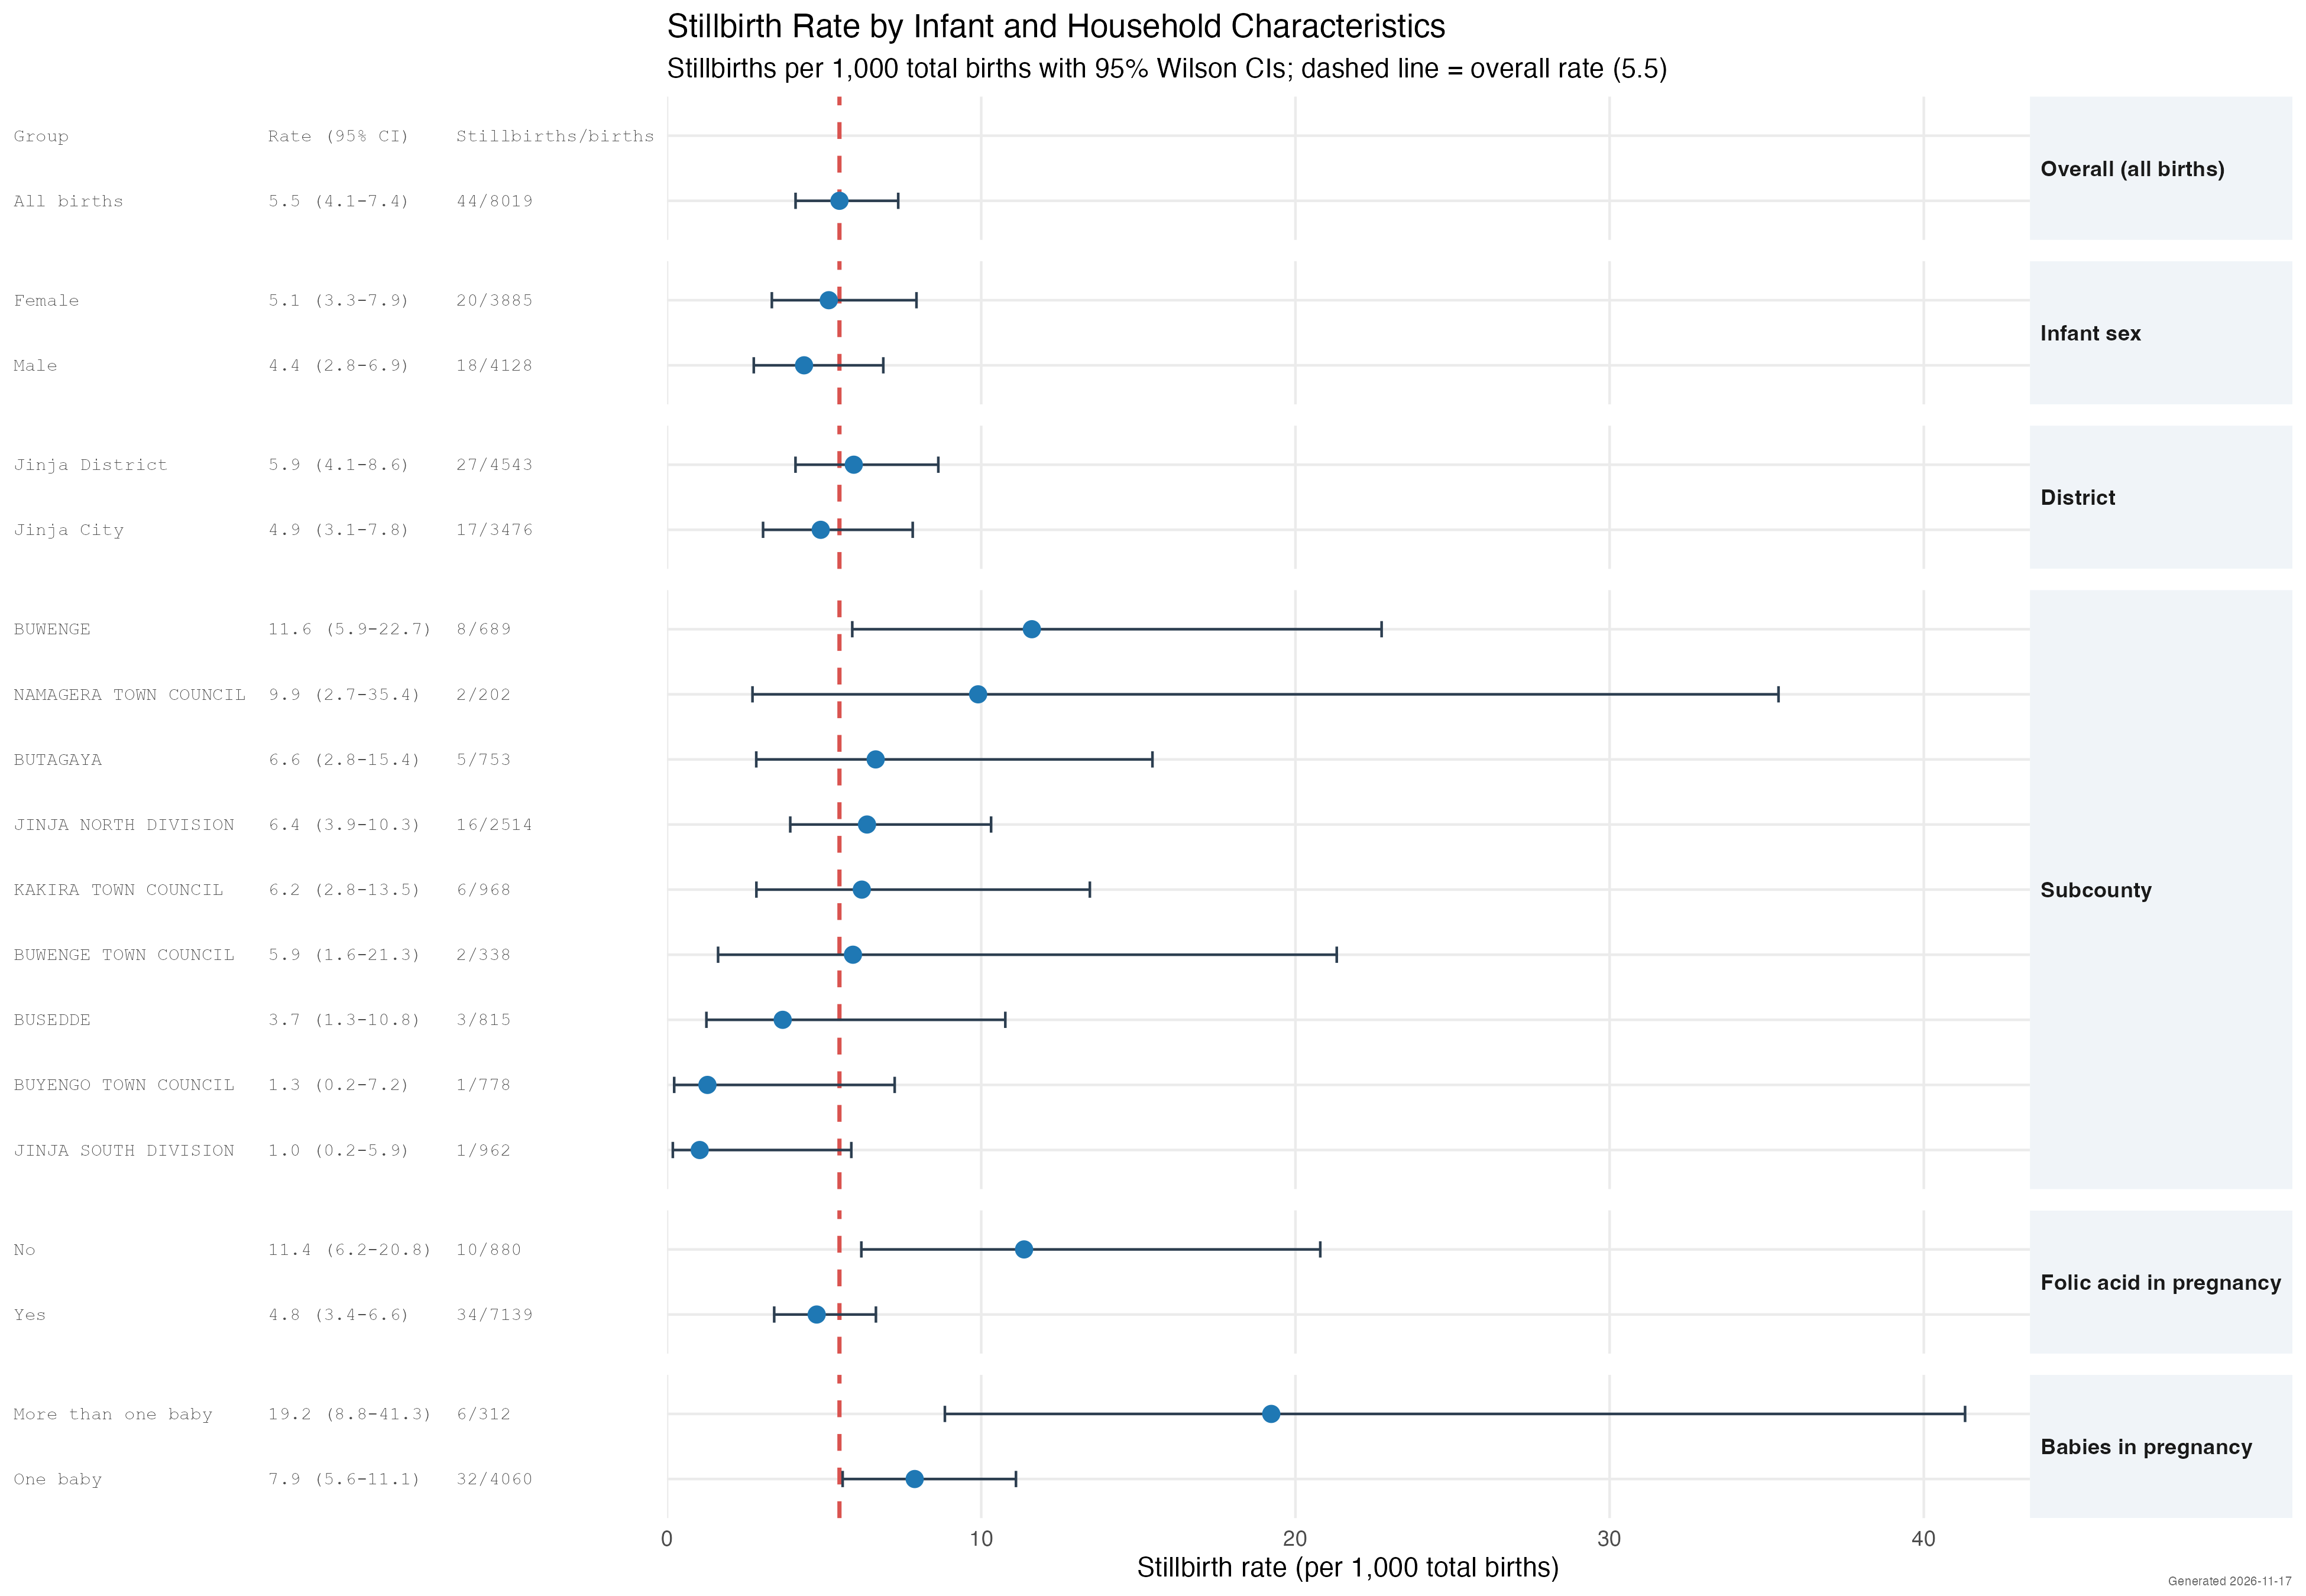 Stillbirth Rate by Infant and Household Characteristics
Stillbirths per 1,000 total births with 95% Wilson CIs; dashed line = overall rate (5.5)
Group Rate (95% CI) Stillbirths/births
All births 5.5 (4.1-7.4) 44/8019
Overall (all births)
Female 5.1 (3.3-7.9) 20/3885
Male 4.4 (2.8-6.9) 18/4128
Infant sex
Jinja District 5.9 (4.1-8.6) 27/4543
Jinja City 4.9 (3.1-7.8) 17/3476
District
BUWENGE 11.6 (5.9-22.7) 8/689
NAMAGERA TOWN COUNCIL 9.9 (2.7-35.4) 2/202
BUTAGAYA 6.6 (2.8-15.4) 5/753
JINJA NORTH DIVISION 6.4 (3.9-10.3) 16/2514
KAKIRA TOWN COUNCIL 6.2 (2.8-13.5) 6/968
BUWENGE TOWN COUNCIL 5.9 (1.6-21.3) 2/338
BUSEDDE 3.7 (1.3-10.8) 3/815
BUYENGO TOWN COUNCIL 1.3 (0.2-7.2) 1/778
JINJA SOUTH DIVISION 1.0 (0.2-5.9) 1/962
Subcounty
No 11.4 (6.2-20.8) 10/880
Yes 4.8 (3.4-6.6) 34/7139
Folic acid in pregnancy
More than one baby 19.2 (8.8-41.3) 6/312
One baby 7.9 (5.6-11.1) 32/4060
Babies in pregnancy
0 10 20 30 40
Stillbirth rate (per 1,000 total births)
Generated 2026-11-17